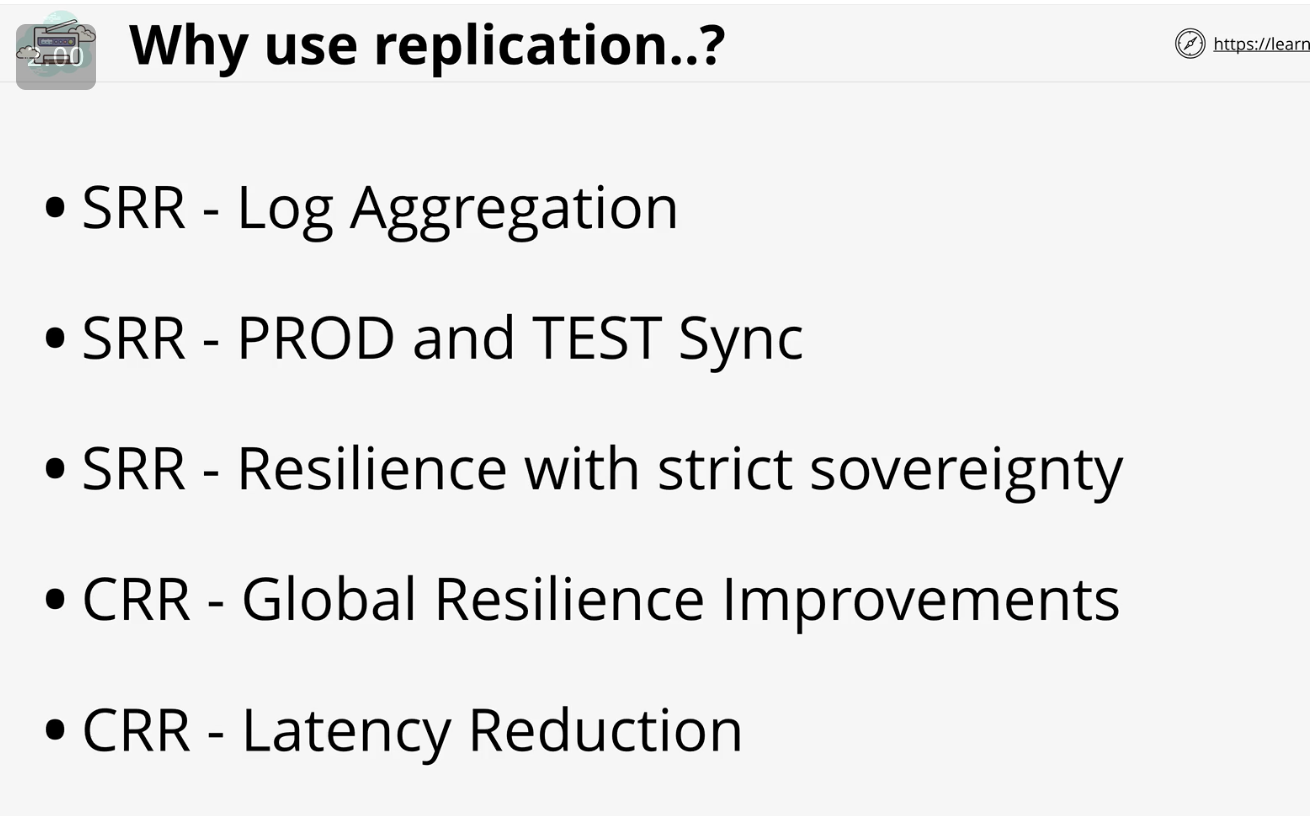 2.00
Why use replication..?
https://learn
• SRR - Log Aggregation
• SRR - PROD and TEST Sync
• SRR - Resilience with strict sovereignty
• CRR - Global Resilience Improvements
• CRR - Latency Reduction